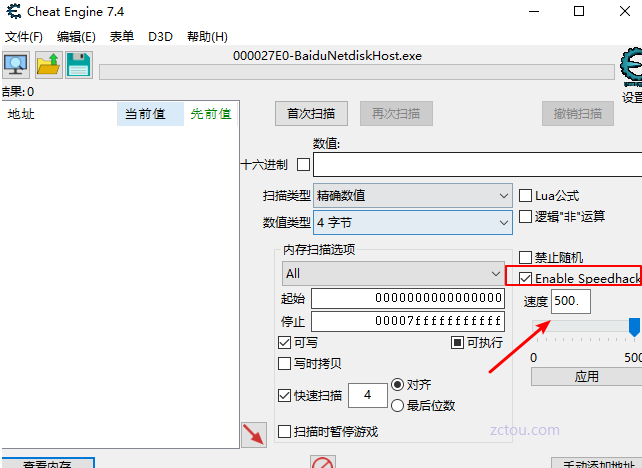 Cheat Engine 7.4
文件(F) 编辑(E) 表单 D3D 帮助(H)
000027E0-BaiduNetdiskHost.exe
结果: 0
设置
地址 当前值 先前值
首次扫描 再次扫描 撤销扫描
数值:
十六进制
扫描类型 精确数值
Lua公式
数值类型 4 字节
逻辑"非"运算
内存扫描选项
All
禁止随机
Enable Speedhack
起始 0000000000000000
速度 500.
停止 00007fffffffffff
可写 可执行
写时拷贝
0 500
快速扫描 4 对齐
最后位数
应用
扫描时暂停游戏
zctou.com
查看内存 手动添加地址